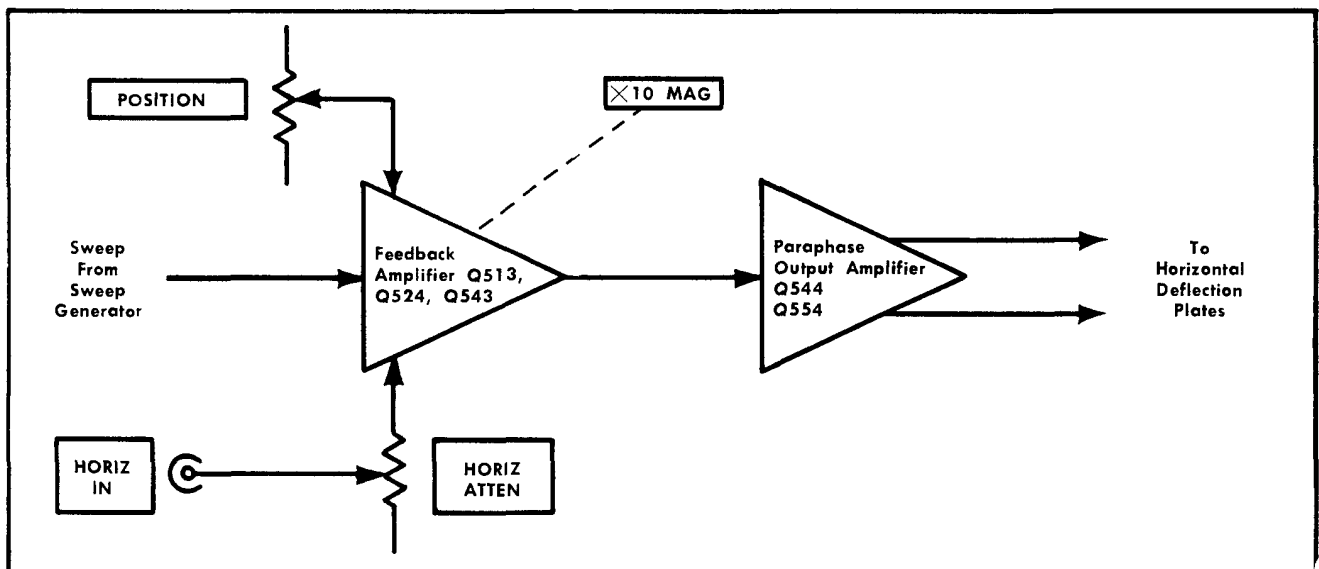 POSITION
×10 MAG
Sweep
From
Sweep
Generator
Feedback
Amplifier Q513,
Q524, Q543
Paraphase
Output Amplifier
Q544
Q554
To
Horizontal
Deflection
Plates
HORIZ
IN
HORIZ
ATTEN